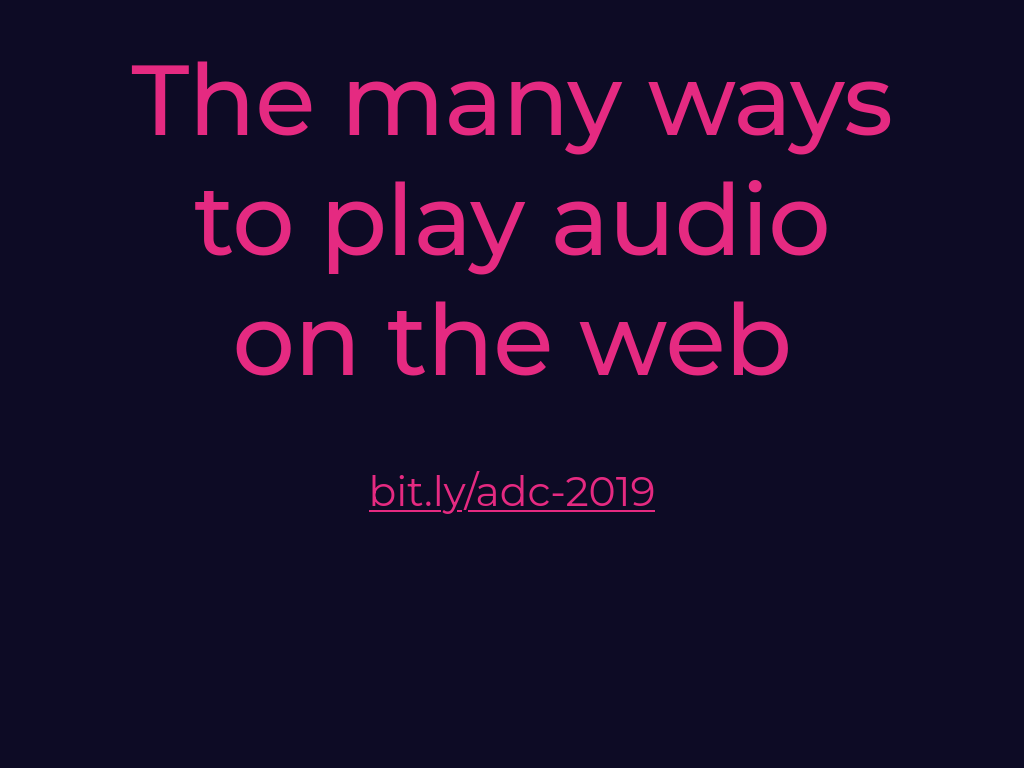 The many ways
to play audio
on the web
bit.ly/adc-2019